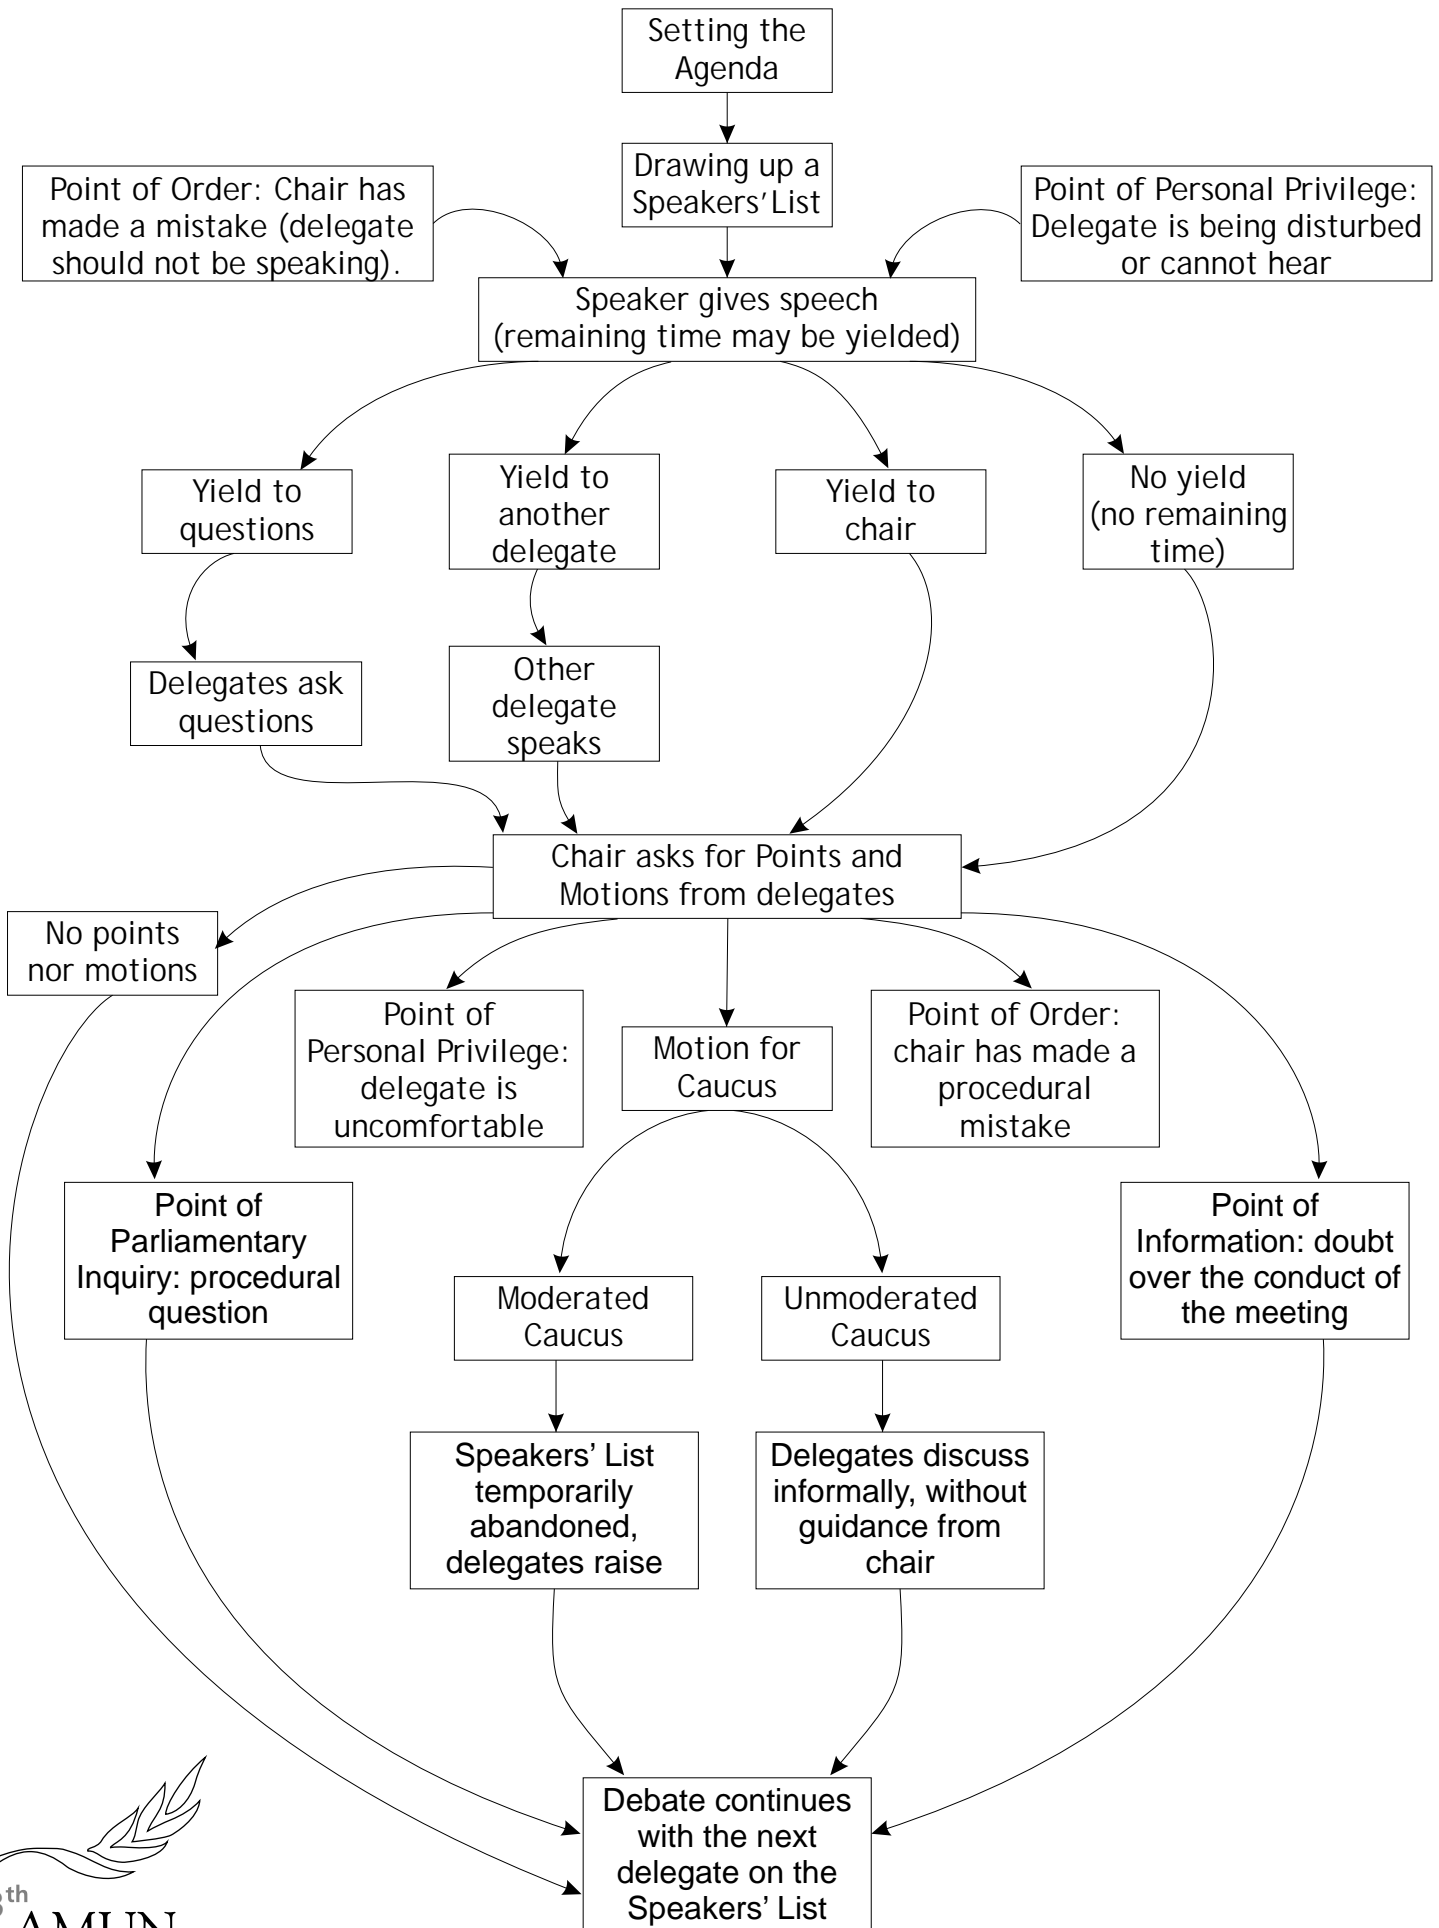 Setting the
Agenda
Drawing up a
Speakers' List
Point of Order: Chair has
made a mistake (delegate
should not be speaking).
Point of Personal Privilege:
Delegate is being disturbed
or cannot hear
Speaker gives speech
(remaining time may be yielded)
Yield to
questions
Yield to
another
delegate
Yield to
chair
No yield
(no remaining
time)
Delegates ask
questions
Other
delegate
speaks
Chair asks for Points and
Motions from delegates
No points
nor motions
Point of
Personal Privilege:
delegate is
uncomfortable
Motion for
Caucus
Point of Order:
chair has made a
procedural
mistake
Point of
Parliamentary
Inquiry: procedural
question
Point of
Information: doubt
over the conduct of
the meeting
Moderated
Caucus
Unmoderated
Caucus
Speakers’ List
temporarily
abandoned,
delegates raise
Delegates discuss
informally, without
guidance from
chair
Debate continues
with the next
delegate on the
Speakers’ List
th
AMUN